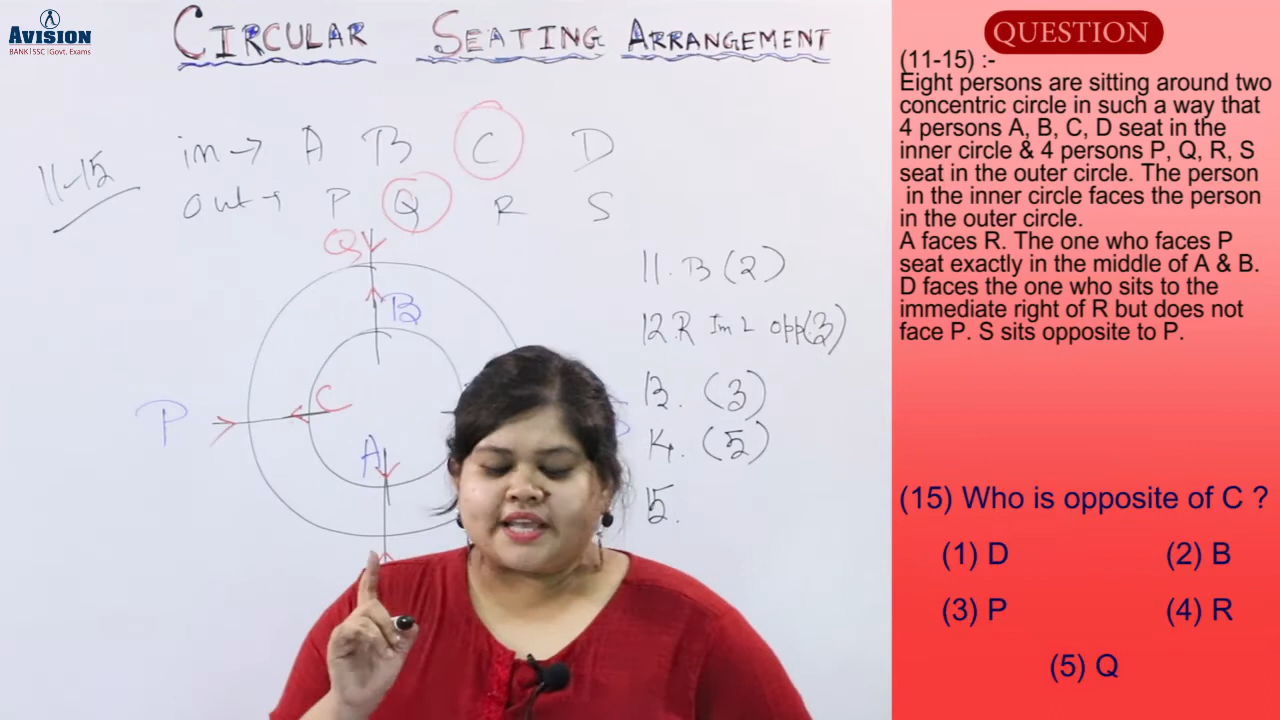 AVISION
BANK|SSC|Govt. Exams
CIRCULAR SEATING ARRANGEMENT
11-15
in → A B C D
out → P Q R S
Q
B
P
C
A
11. B (2)
12. R Im L opp (3)
13. (3)
14. (5)
15.
QUESTION
(11-15) :-
Eight persons are sitting around two
concentric circle in such a way that
4 persons A, B, C, D seat in the
inner circle & 4 persons P, Q, R, S
seat in the outer circle. The person
in the inner circle faces the person
in the outer circle.
A faces R. The one who faces P
seat exactly in the middle of A & B.
D faces the one who sits to the
immediate right of R but does not
face P. S sits opposite to P.
(15) Who is opposite of C ?
(1) D (2) B
(3) P (4) R
(5) Q